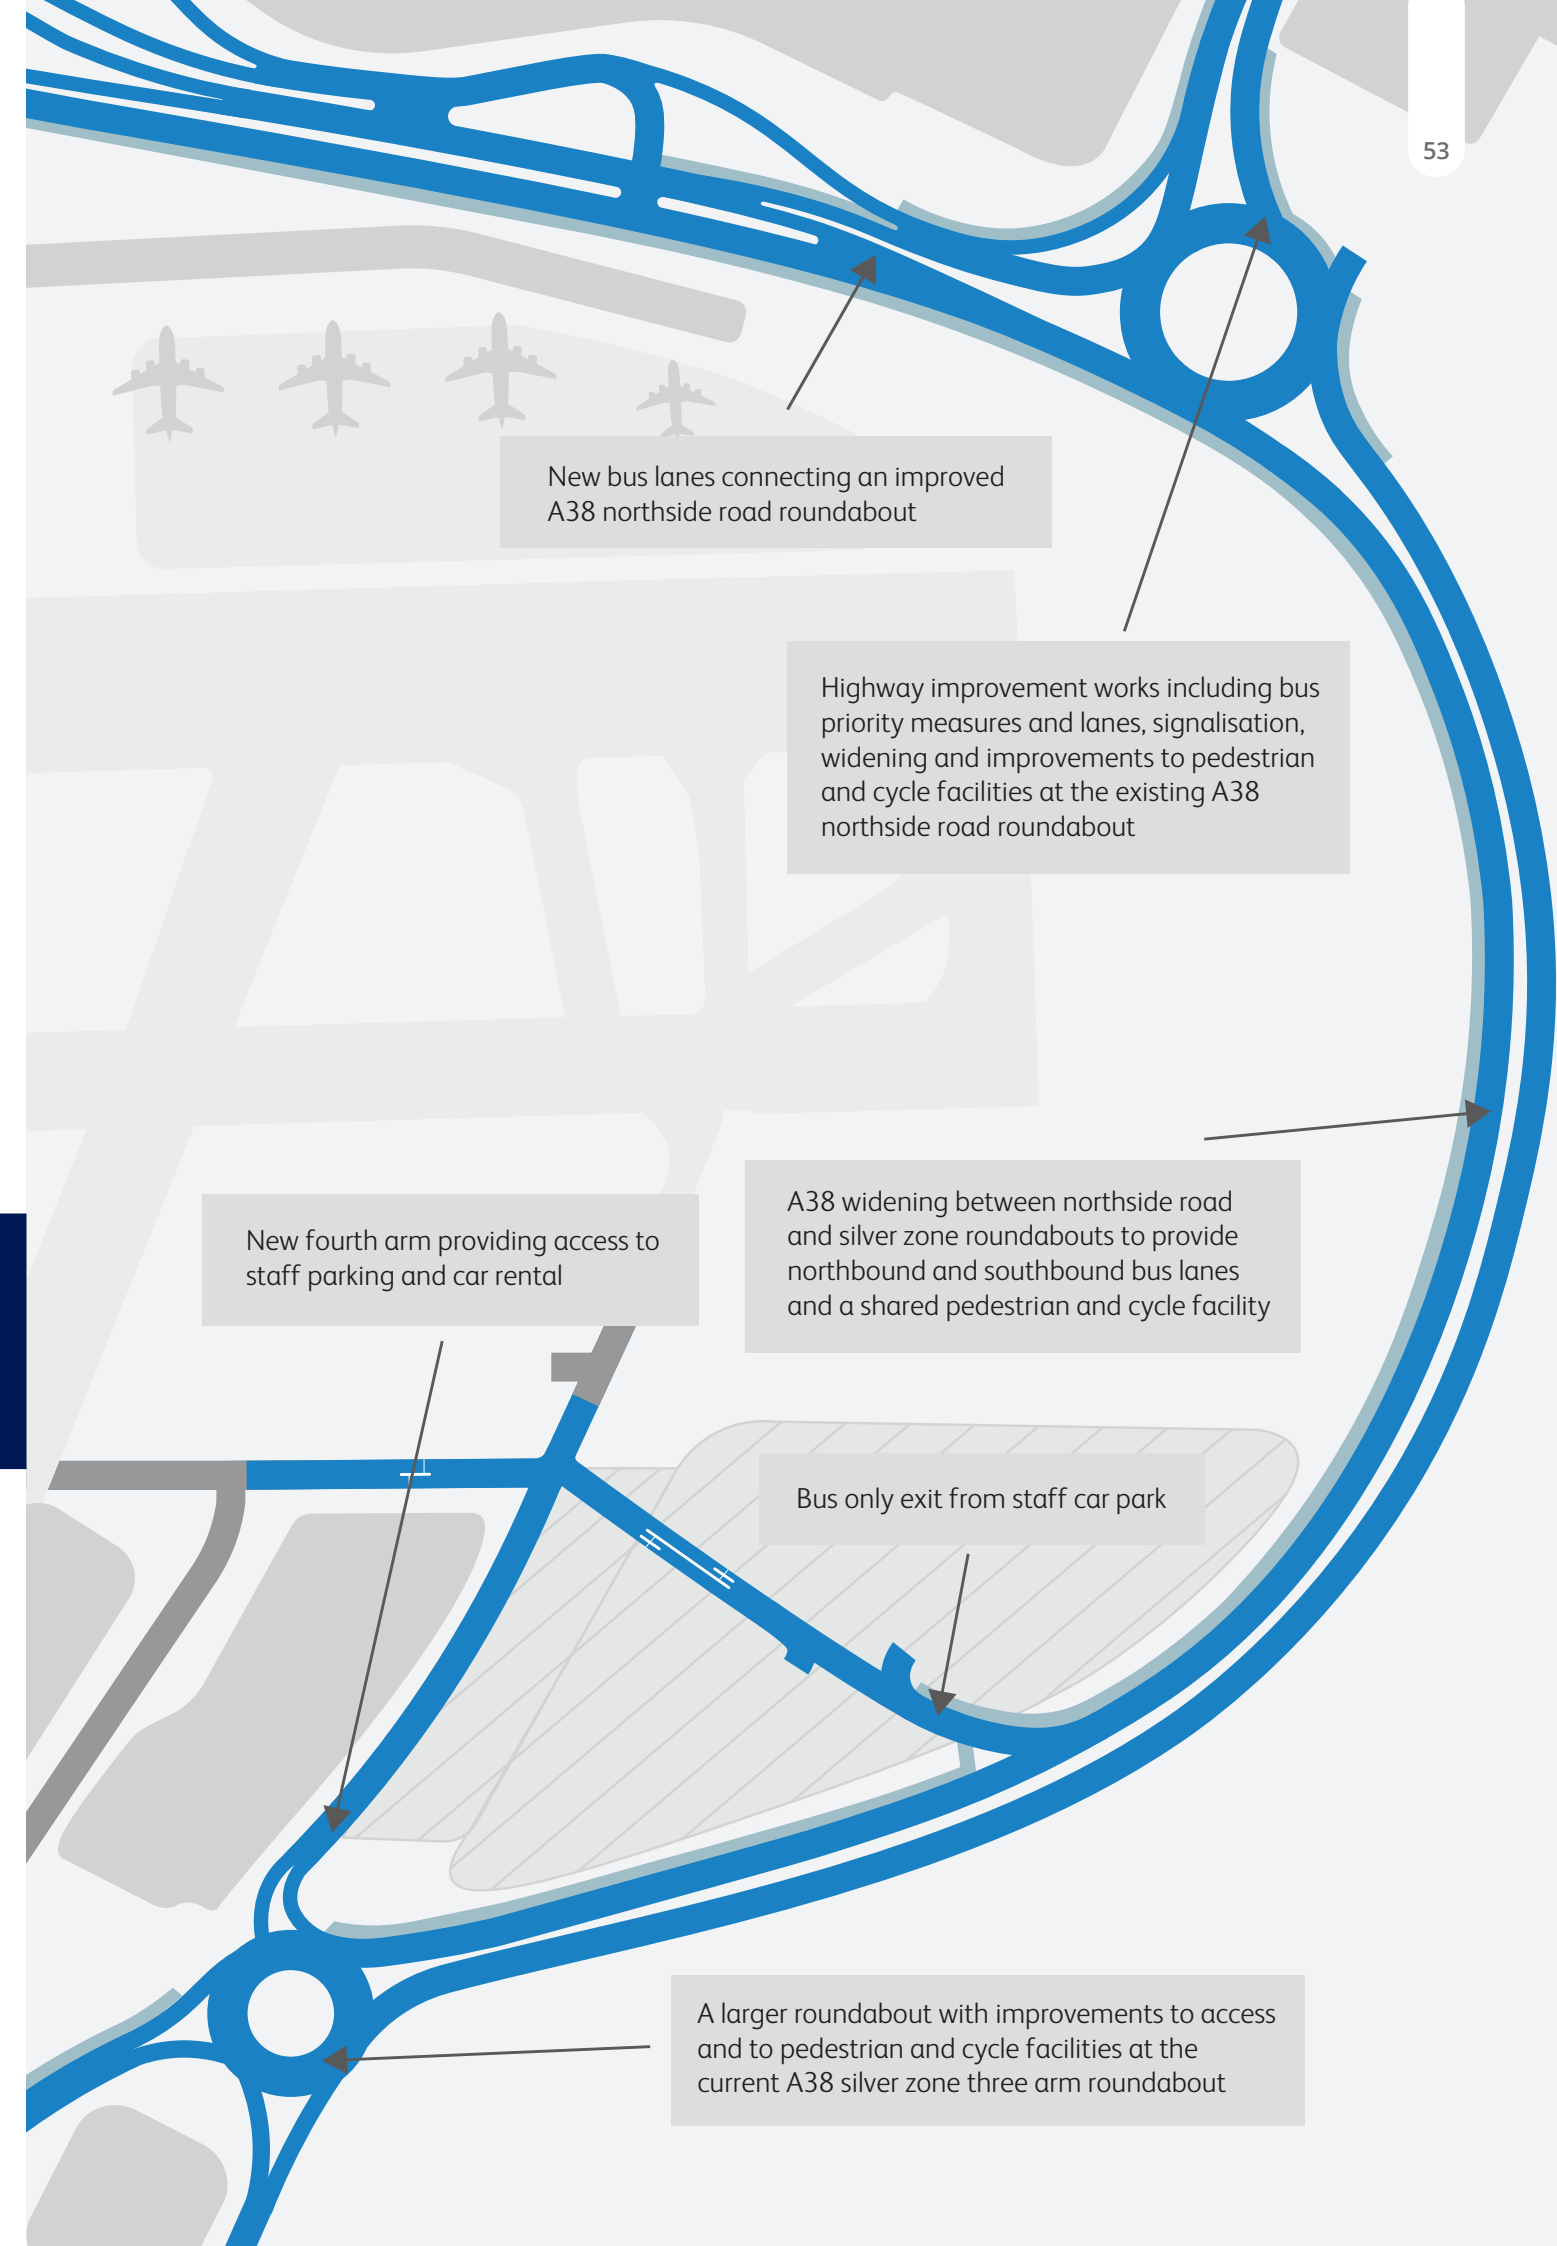 53
New bus lanes connecting an improved
A38 northside road roundabout
Highway improvement works including bus
priority measures and lanes, signalisation,
widening and improvements to pedestrian
and cycle facilities at the existing A38
northside road roundabout
A38 widening between northside road
and silver zone roundabouts to provide
northbound and southbound bus lanes
and a shared pedestrian and cycle facility
New fourth arm providing access to
staff parking and car rental
Bus only exit from staff car park
A larger roundabout with improvements to access
and to pedestrian and cycle facilities at the
current A38 silver zone three arm roundabout